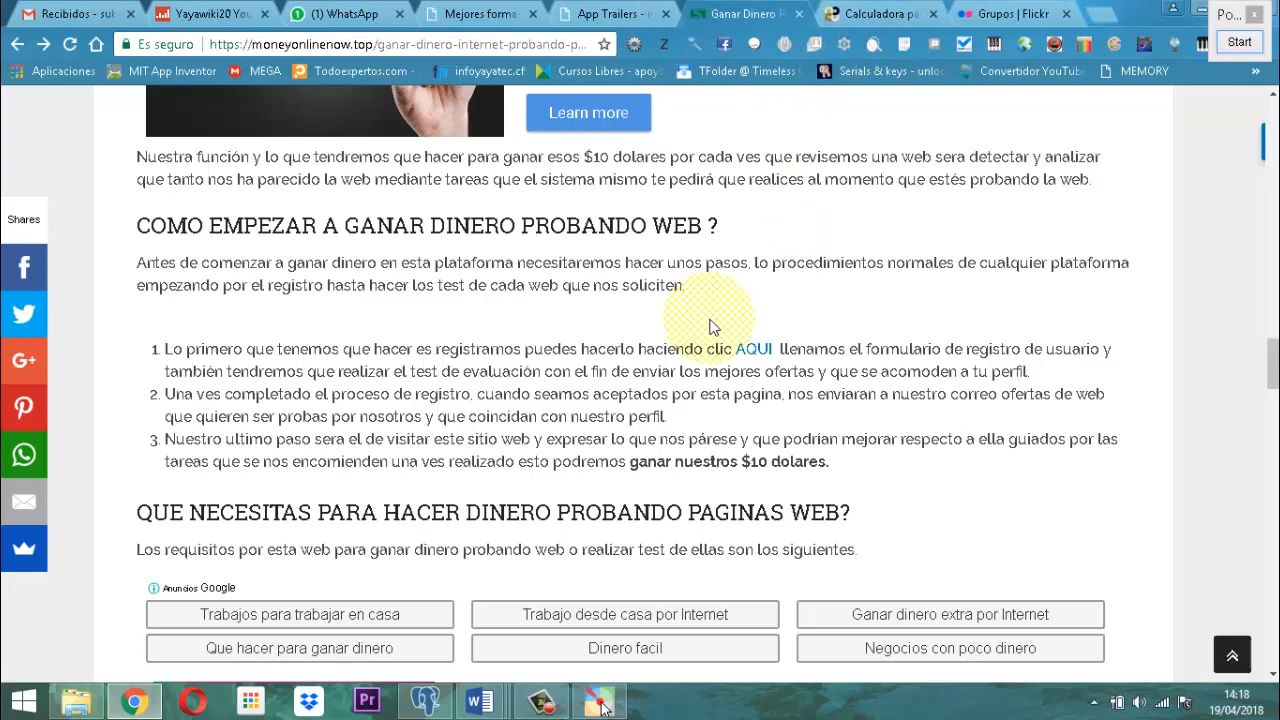 Recibidos - sul
Yayawiki20 You
(1) WhatsApp
Mejores forma
App Trailers - in
Ganar Dinero P
Calculadora pa
Grupos | Flickr
Po...
Es seguro
https://moneyonlinenow.top/ganar-dinero-internet-probando-p...
Start
Aplicaciones
MIT App Inventor
MEGA
Todoexpertos.com -
infoyayatec.cf
Cursos Libres - apoy
TFolder @ Timeless
Serials & keys - unlo
Convertidor YouTub
MEMORY
»
Learn more
Nuestra función y lo que tendremos que hacer para ganar esos $10 dolares por cada ves que revisemos una web sera detectar y analizar
que tanto nos ha parecido la web mediante tareas que el sistema mismo te pedirá que realices al momento que estés probando la web.
Shares
COMO EMPEZAR A GANAR DINERO PROBANDO WEB ?
Antes de comenzar a ganar dinero en esta plataforma necesitaremos hacer unos pasos, lo procedimientos normales de cualquier plataforma
empezando por el registro hasta hacer los test de cada web que nos soliciten.
1. Lo primero que tenemos que hacer es registrarnos puedes hacerlo haciendo clic AQUI llenamos el formulario de registro de usuario y
también tendremos que realizar el test de evaluación con el fin de enviar los mejores ofertas y que se acomoden a tu perfil.
2. Una ves completado el proceso de registro, cuando seamos aceptados por esta pagina, nos enviaran a nuestro correo ofertas de web
que quieren ser probas por nosotros y que coincidan con nuestro perfil.
3. Nuestro ultimo paso sera el de visitar este sitio web y expresar lo que nos párese y que podrían mejorar respecto a ella guiados por las
tareas que se nos encomienden una ves realizado esto podremos ganar nuestros $10 dolares.
QUE NECESITAS PARA HACER DINERO PROBANDO PAGINAS WEB?
Los requisitos por esta web para ganar dinero probando web o realizar test de ellas son los siguientes.
Anuncios Google
Trabajos para trabajar en casa
Trabajo desde casa por Internet
Ganar dinero extra por Internet
Que hacer para ganar dinero
Dinero facil
Negocios con poco dinero
Pr
14:18
19/04/2018